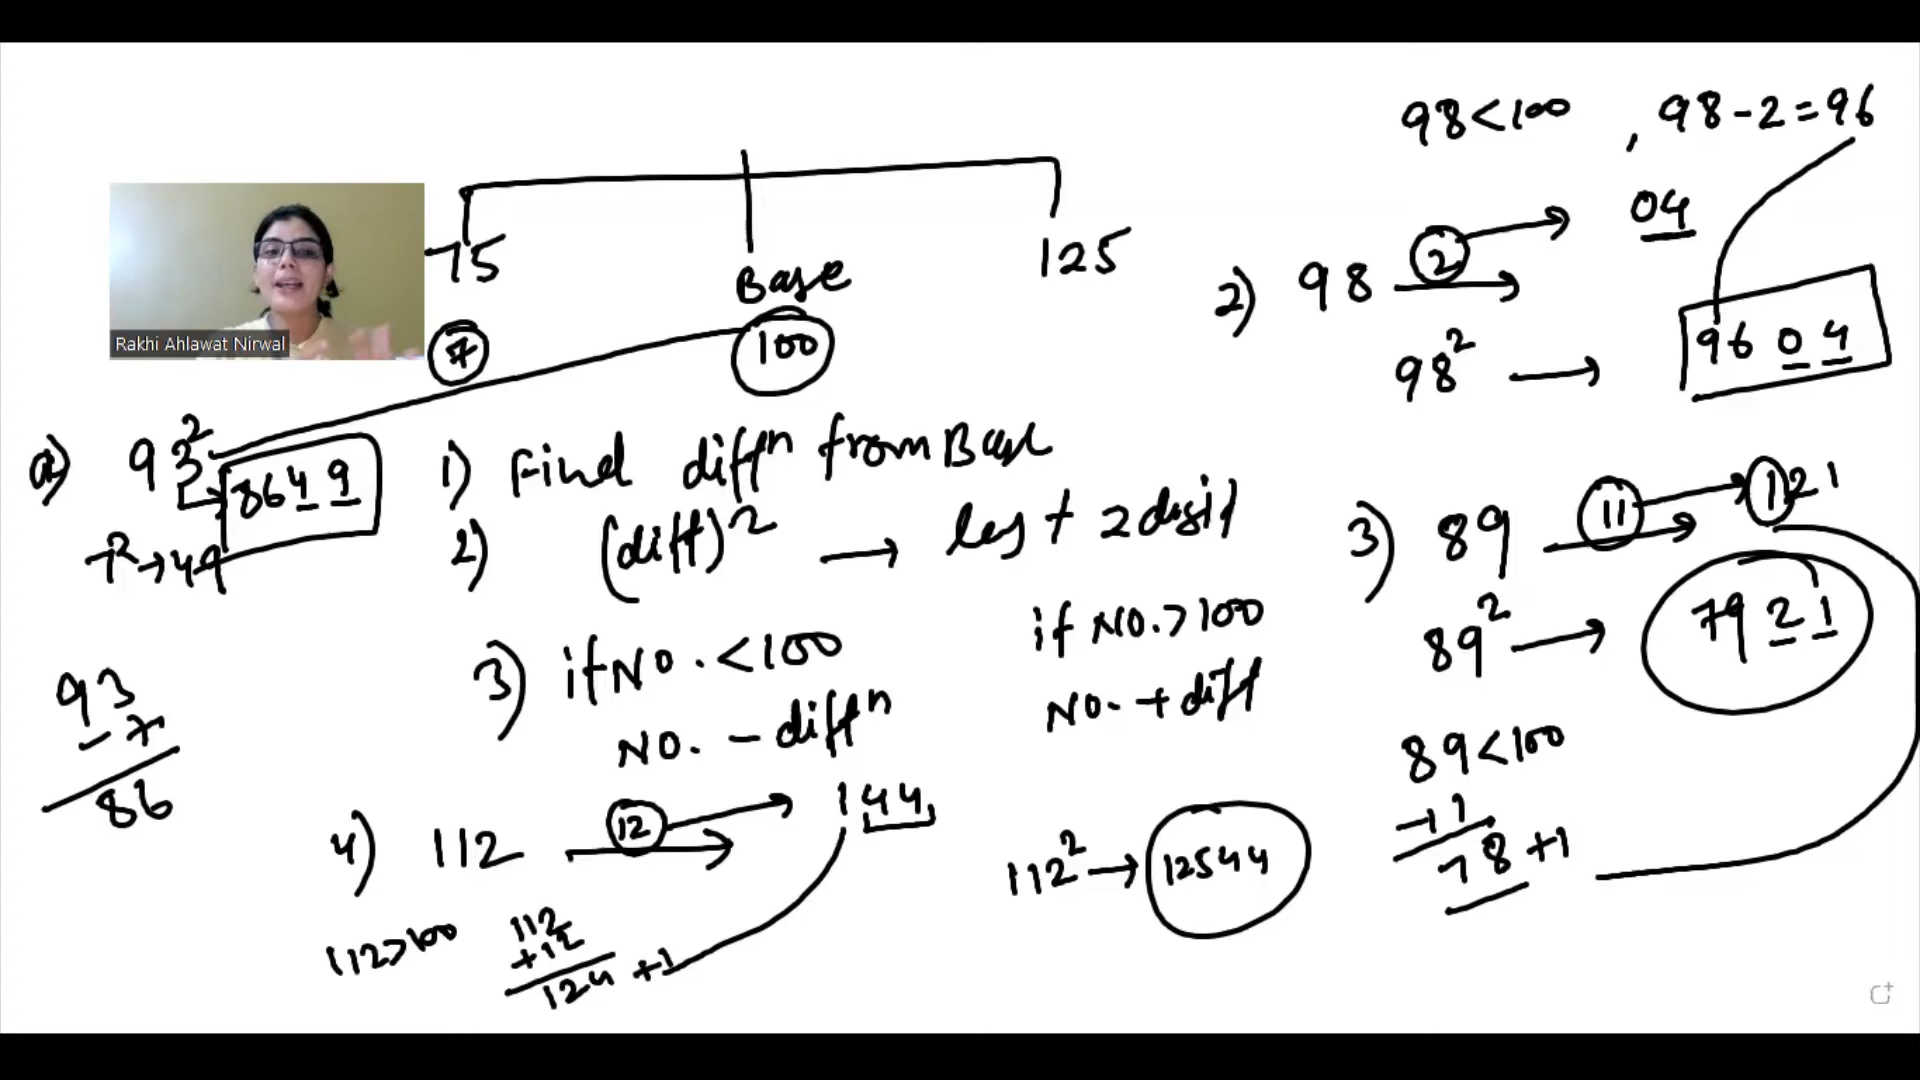 75
Base
125
100
7
Rakhi Ahlawat Nirwal
a) 93²
8649
7² → 49
93
- 7
86
1) Find diffⁿ from Base
2) (diff)² → last 2 digit
3) if NO. < 100
NO. - diffⁿ
if NO. > 100
NO. + diff
98 < 100 , 98 - 2 = 96
2) 98 2 → 04
98² → 9604
3) 89 11 → 121
89² → 7921
89 < 100
- 11
78 + 1
4) 112 12 → 144
112 > 100
112
+12
124 + 1
112² → 12544